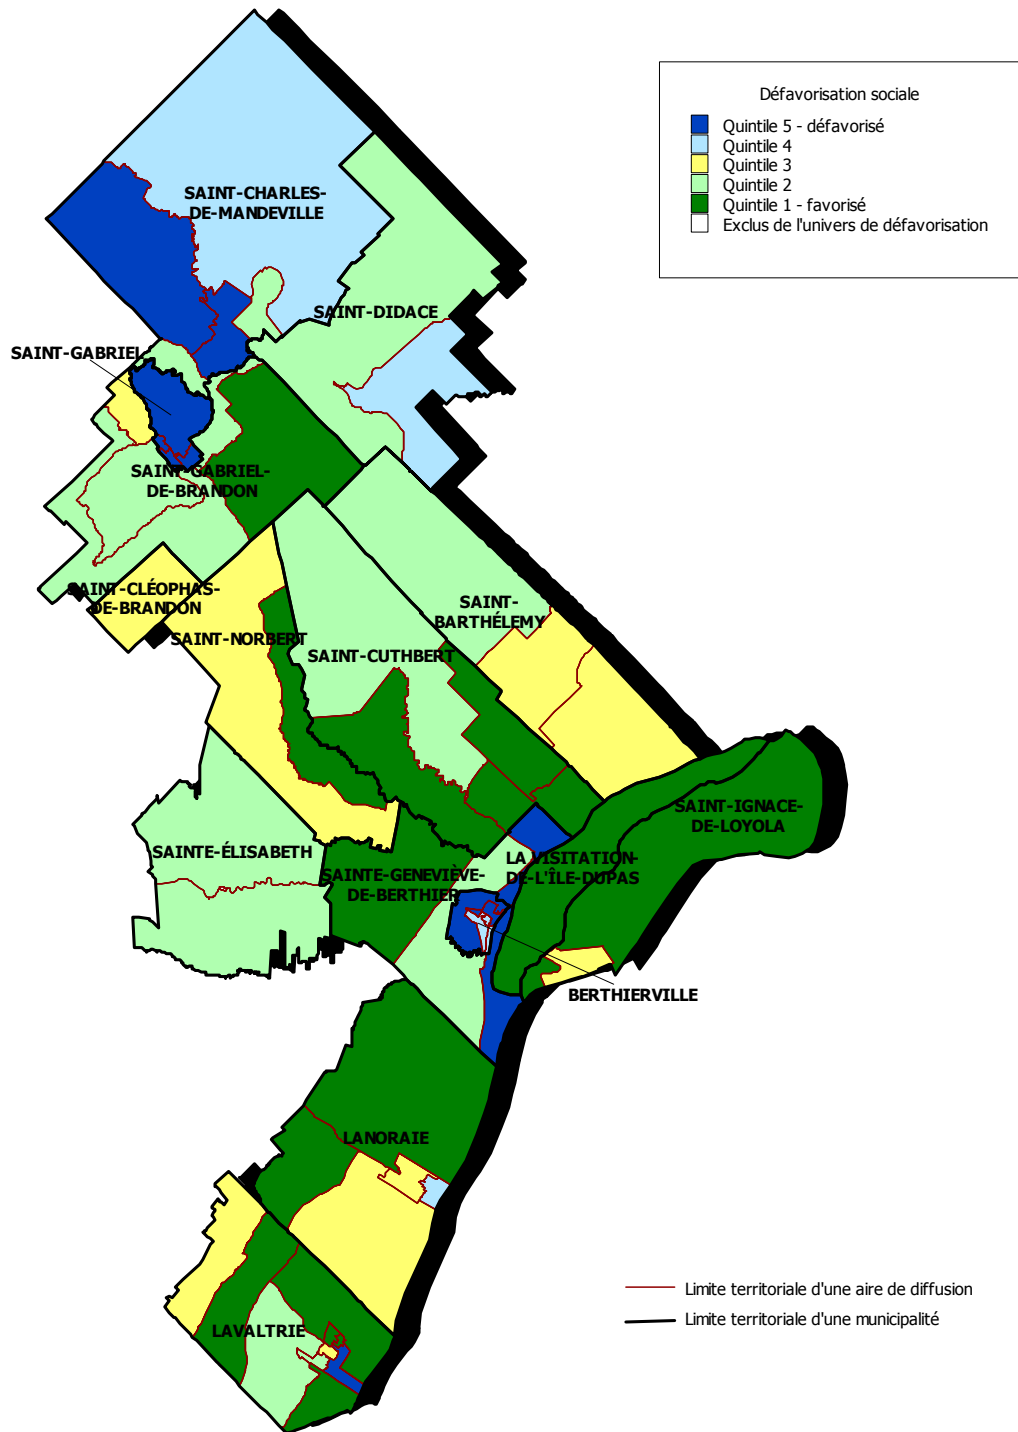 Défavorisation sociale
Quintile 5 - défavorisé
Quintile 4
Quintile 3
Quintile 2
Quintile 1 - favorisé
Exclus de l'univers de défavorisation
SAINT-CHARLES-
DE-MANDEVILLE
SAINT-DIDACE
SAINT-GABRIEL
SAINT-GABRIEL-
DE-BRANDON
SAINT-CLÉOPHAS-
DE-BRANDON
SAINT-NORBERT
SAINT-
BARTHÉLEMY
SAINT-CUTHBERT
SAINT-IGNACE-
DE-LOYOLA
SAINTE-ÉLISABETH
LA VISITATION-
DE-L'ÎLE-DUPAS
SAINTE-GENEVIÈVE-
DE-BERTHIER
BERTHIERVILLE
LANORAIE
LAVALTRIE
Limite territoriale d'une aire de diffusion
Limite territoriale d'une municipalité